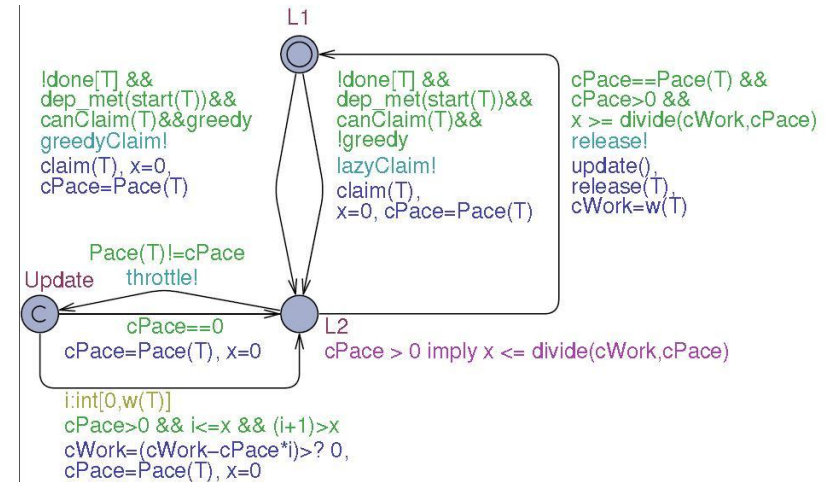 L1
!done[T] &&
dep_met(start(T))&&
canClaim(T)&&greedy
greedyClaim!
claim(T), x=0,
cPace=Pace(T)
!done[T] &&
dep_met(start(T))&&
canClaim(T)&&
!greedy
lazyClaim!
claim(T),
x=0, cPace=Pace(T)
cPace==Pace(T) &&
cPace>0 &&
x >= divide(cWork,cPace)
release!
update(),
release(T),
cWork=w(T)
Pace(T)!=cPace
throttle!
Update
C
cPace==0
cPace=Pace(T), x=0
L2
cPace > 0 imply x <= divide(cWork,cPace)
i:int[0,w(T)]
cPace>0 && i<=x && (i+1)>x
cWork=(cWork−cPace*i)>? 0,
cPace=Pace(T), x=0